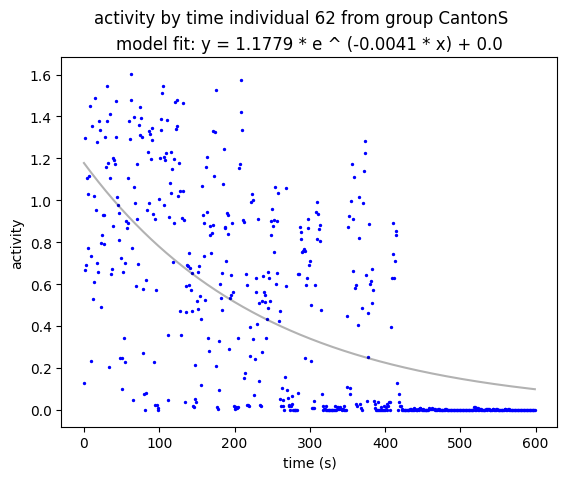 activity by time individual 62 from group CantonS
model fit: y = 1.1779 * e ^ (-0.0041 * x) + 0.0
1.6
1.4
1.2
1.0
0.8
0.6
0.4
0.2
0.0
activity
0 100 200 300 400 500 600
time (s)